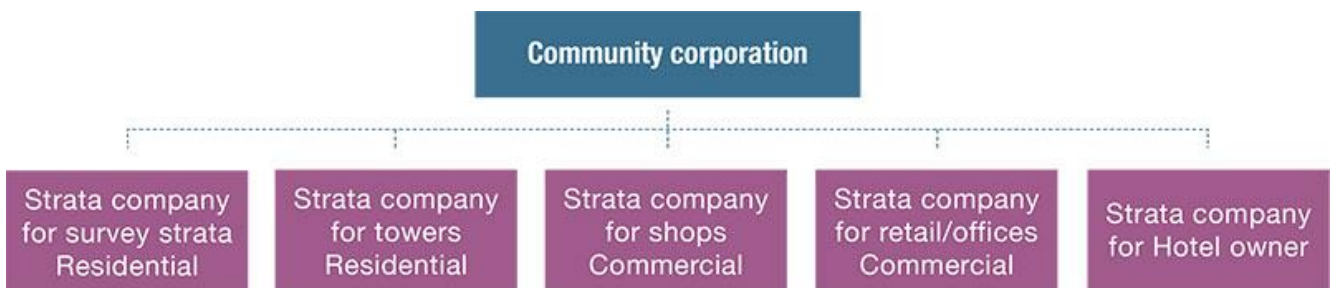 Community corporation
Strata company
for survey strata
Residential
Strata company
for towers
Residential
Strata company
for shops
Commercial
Strata company
for retail/offices
Commercial
Strata company
for Hotel owner